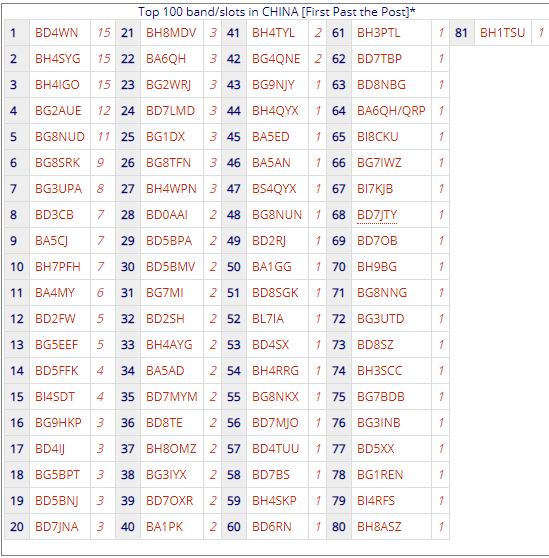 Top 100 band/slots in CHINA [First Past the Post]*
1 BD4WN 15 21 BH8MDV 3 41 BH4TYL 2 61 BH3PTL 1 81 BH1TSU 1
2 BH4SYG 15 22 BA6QH 3 42 BG4QNE 2 62 BD7TBP 1
3 BH4IGO 15 23 BG2WRJ 3 43 BG9NJY 1 63 BD8NBG 1
4 BG2AUE 12 24 BD7LMD 3 44 BH4QYX 1 64 BA6QH/QRP 1
5 BG8NUD 11 25 BG1DX 3 45 BA5ED 1 65 BI8CKU 1
6 BG8SRK 9 26 BG8TFN 3 46 BA5AN 1 66 BG7IWZ 1
7 BG3UPA 8 27 BH4WPN 3 47 BS4QYX 1 67 BI7KJB 1
8 BD3CB 7 28 BD0AAI 2 48 BG8NUN 1 68 BD7JTY 1
9 BA5CJ 7 29 BD5BPA 2 49 BD2RJ 1 69 BD7OB 1
10 BH7PFH 7 30 BD5BMV 2 50 BA1GG 1 70 BH9BG 1
11 BA4MY 6 31 BG7MI 2 51 BD8SGK 1 71 BG8NNG 1
12 BD2FW 5 32 BD2SH 2 52 BL7IA 1 72 BG3UTD 1
13 BG5EEF 5 33 BH4AYG 2 53 BD4SX 1 73 BD8SZ 1
14 BD5FFK 4 34 BA5AD 2 54 BH4RRG 1 74 BH3SCC 1
15 BI4SDT 4 35 BD7MYM 2 55 BG8NKX 1 75 BG7BDB 1
16 BG9HKP 3 36 BD8TE 2 56 BD7MJO 1 76 BG3INB 1
17 BD4IJ 3 37 BH8OMZ 2 57 BD4TUU 1 77 BD5XX 1
18 BG5BPT 3 38 BG3IYX 2 58 BD7BS 1 78 BG1REN 1
19 BD5BNJ 3 39 BD7OXR 2 59 BH4SKP 1 79 BI4RFS 1
20 BD7JNA 3 40 BA1PK 2 60 BD6RN 1 80 BH8ASZ 1